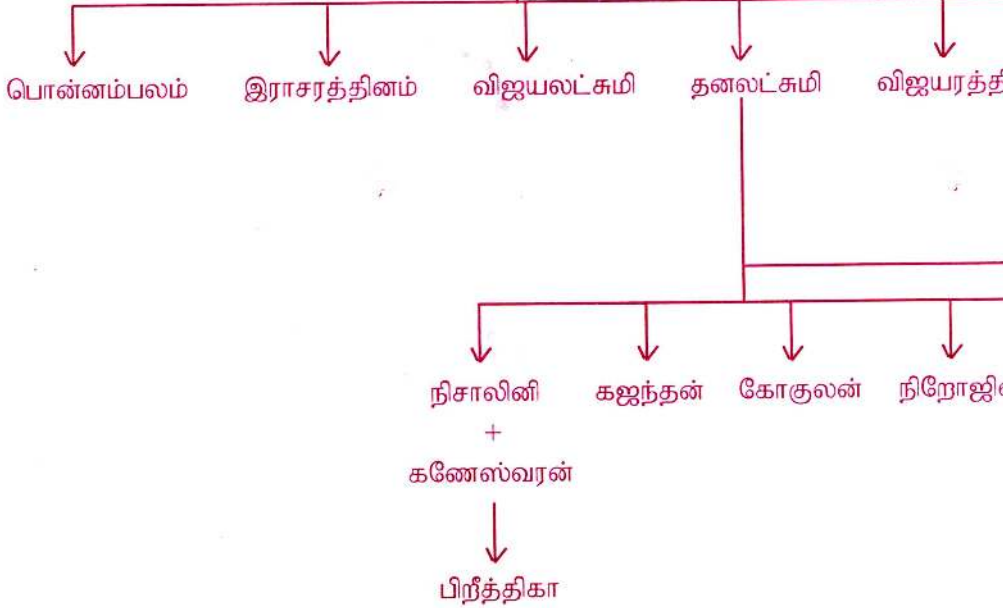 பொன்னம்பலம் இராசரத்தினம் விஜயலட்சுமி தனலட்சுமி
நிசாலினி கஜந்தன் கோகுலன்
+
கணேஸ்வரன்
பிறீத்திகா